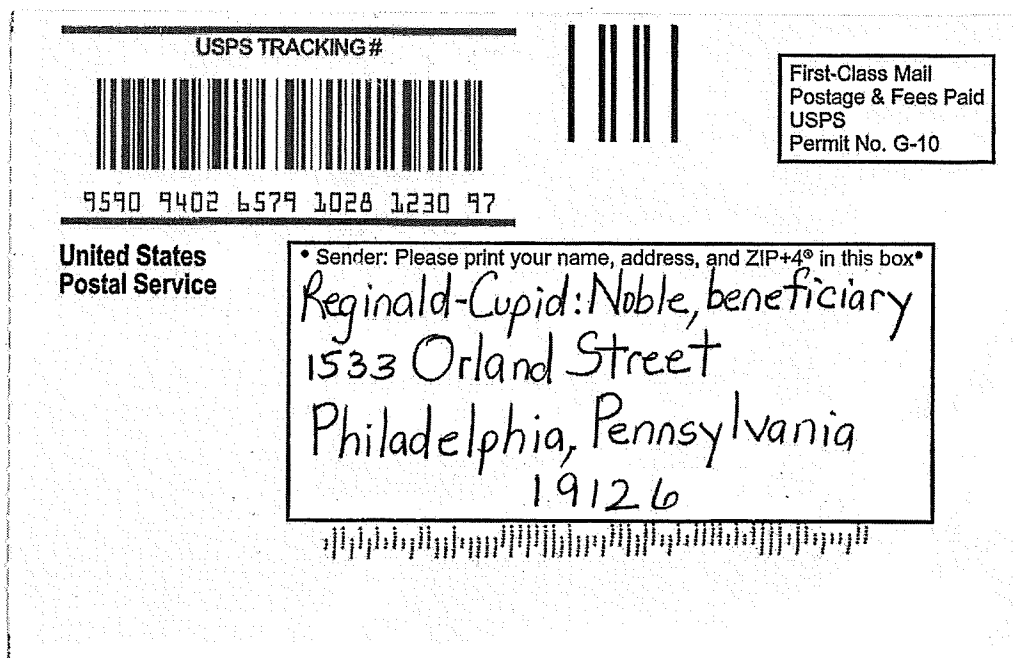 USPS TRACKING #
First-Class Mail
Postage & Fees Paid
USPS
Permit No. G-10
9590 9402 6579 1028 1230 97
United States
Postal Service
• Sender: Please print your name, address, and ZIP+4® in this box•
Reginald-Cupid:Noble, beneficiary
1533 Orland Street
Philadelphia, Pennsylvania
19126